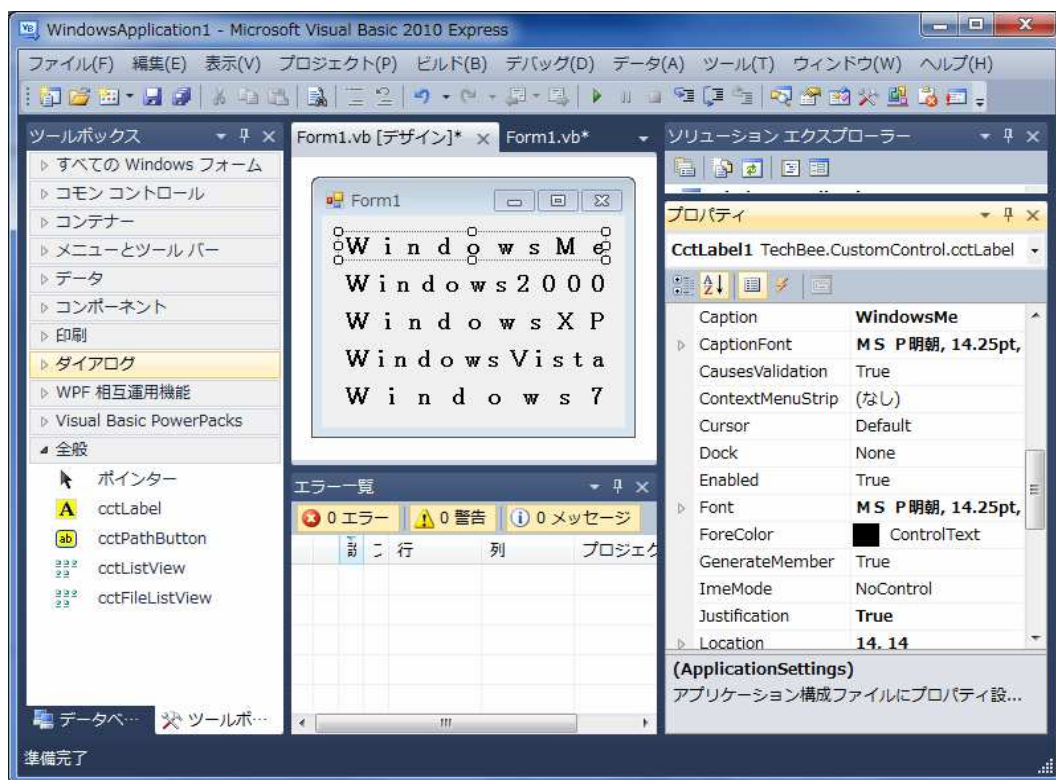 WindowsApplication1 - Microsoft Visual Basic 2010 Express
ファイル(F) 編集(E) 表示(V) プロジェクト(P) ビルド(B) デバッグ(D) データ(A) ツール(T) ウィンドウ(W) ヘルプ(H)
ツールボックス
すべての Windows フォーム
コモン コントロール
コンテナー
メニューとツール バー
データ
コンポーネント
印刷
ダイアログ
WPF 相互運用機能
Visual Basic PowerPacks
全般
ポインター
A cctLabel
ab cctPathButton
cctListView
cctFileListView
データベ… ツールボ…
Form1.vb [デザイン]* Form1.vb*
Form1
WindowsMe
Windows2000
WindowsXP
WindowsVista
Windows7
エラー一覧
0 エラー 0 警告 0 メッセージ
行 列 プロジェク
ソリューション エクスプローラー
プロパティ
CctLabel1 TechBee.CustomControl.cctLabel
Caption WindowsMe
CaptionFont ＭＳ Ｐ明朝, 14.25pt,
CausesValidation True
ContextMenuStrip (なし)
Cursor Default
Dock None
Enabled True
Font ＭＳ Ｐ明朝, 14.25pt,
ForeColor ControlText
GenerateMember True
ImeMode NoControl
Justification True
Location 14, 14
(ApplicationSettings)
アプリケーション構成ファイルにプロパティ設...
準備完了